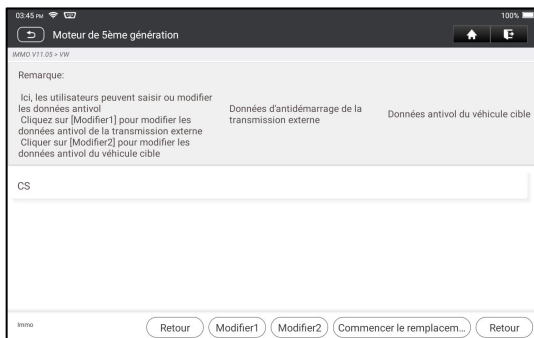 03:45 PM
100%
Moteur de 5ème génération
IMMO V11.05 > VW
Remarque:
Ici, les utilisateurs peuvent saisir ou modifier
les données antivol
Cliquez sur [Modifier1] pour modifier les
données antivol de la transmission externe
Cliquer sur [Modifier2] pour modifier les
données antivol du véhicule cible
Données d'antidémarrage de la
transmission externe
Données antivol du véhicule cible
CS
Immo
Retour
Modifier1
Modifier2
Commencer le remplacem...
Retour